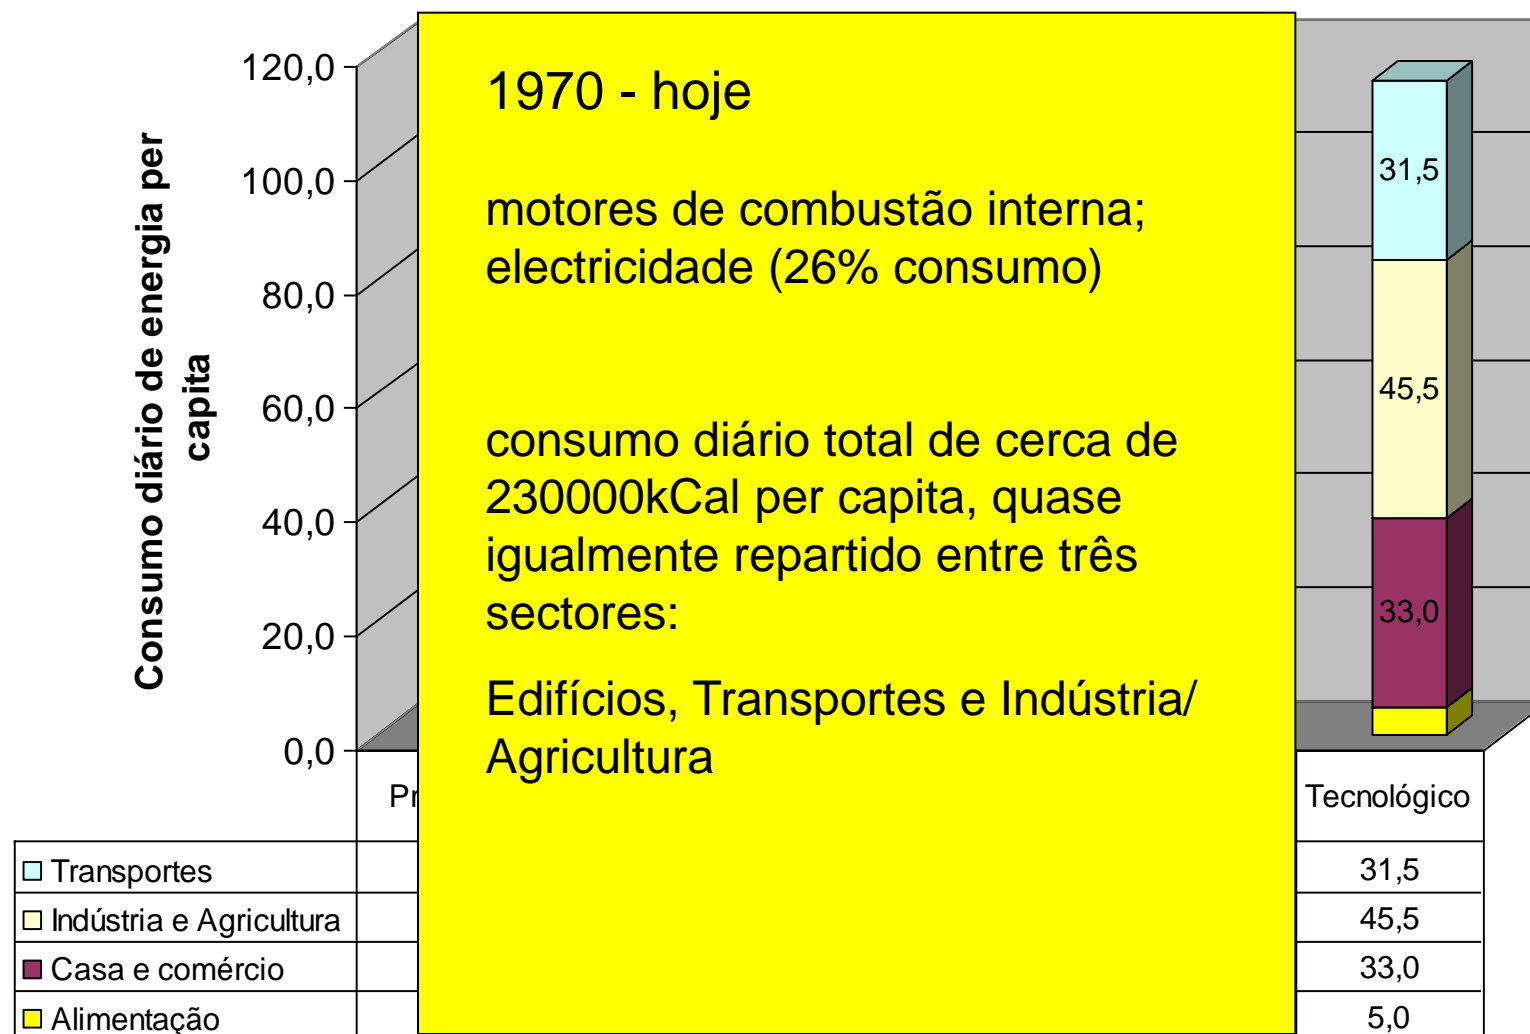 120,0
100,0
80,0
60,0
40,0
20,0
0,0
Consumo diário de energia per
capita
1970 - hoje
motores de combustão interna;
electricidade (26% consumo)
consumo diário total de cerca de
230000kCal per capita, quase
igualmente repartido entre três
sectores:
Edifícios, Transportes e Indústria/
Agricultura
31,5
45,5
33,0
Pr
Tecnológico
Transportes 31,5
Indústria e Agricultura 45,5
Casa e comércio 33,0
Alimentação 5,0